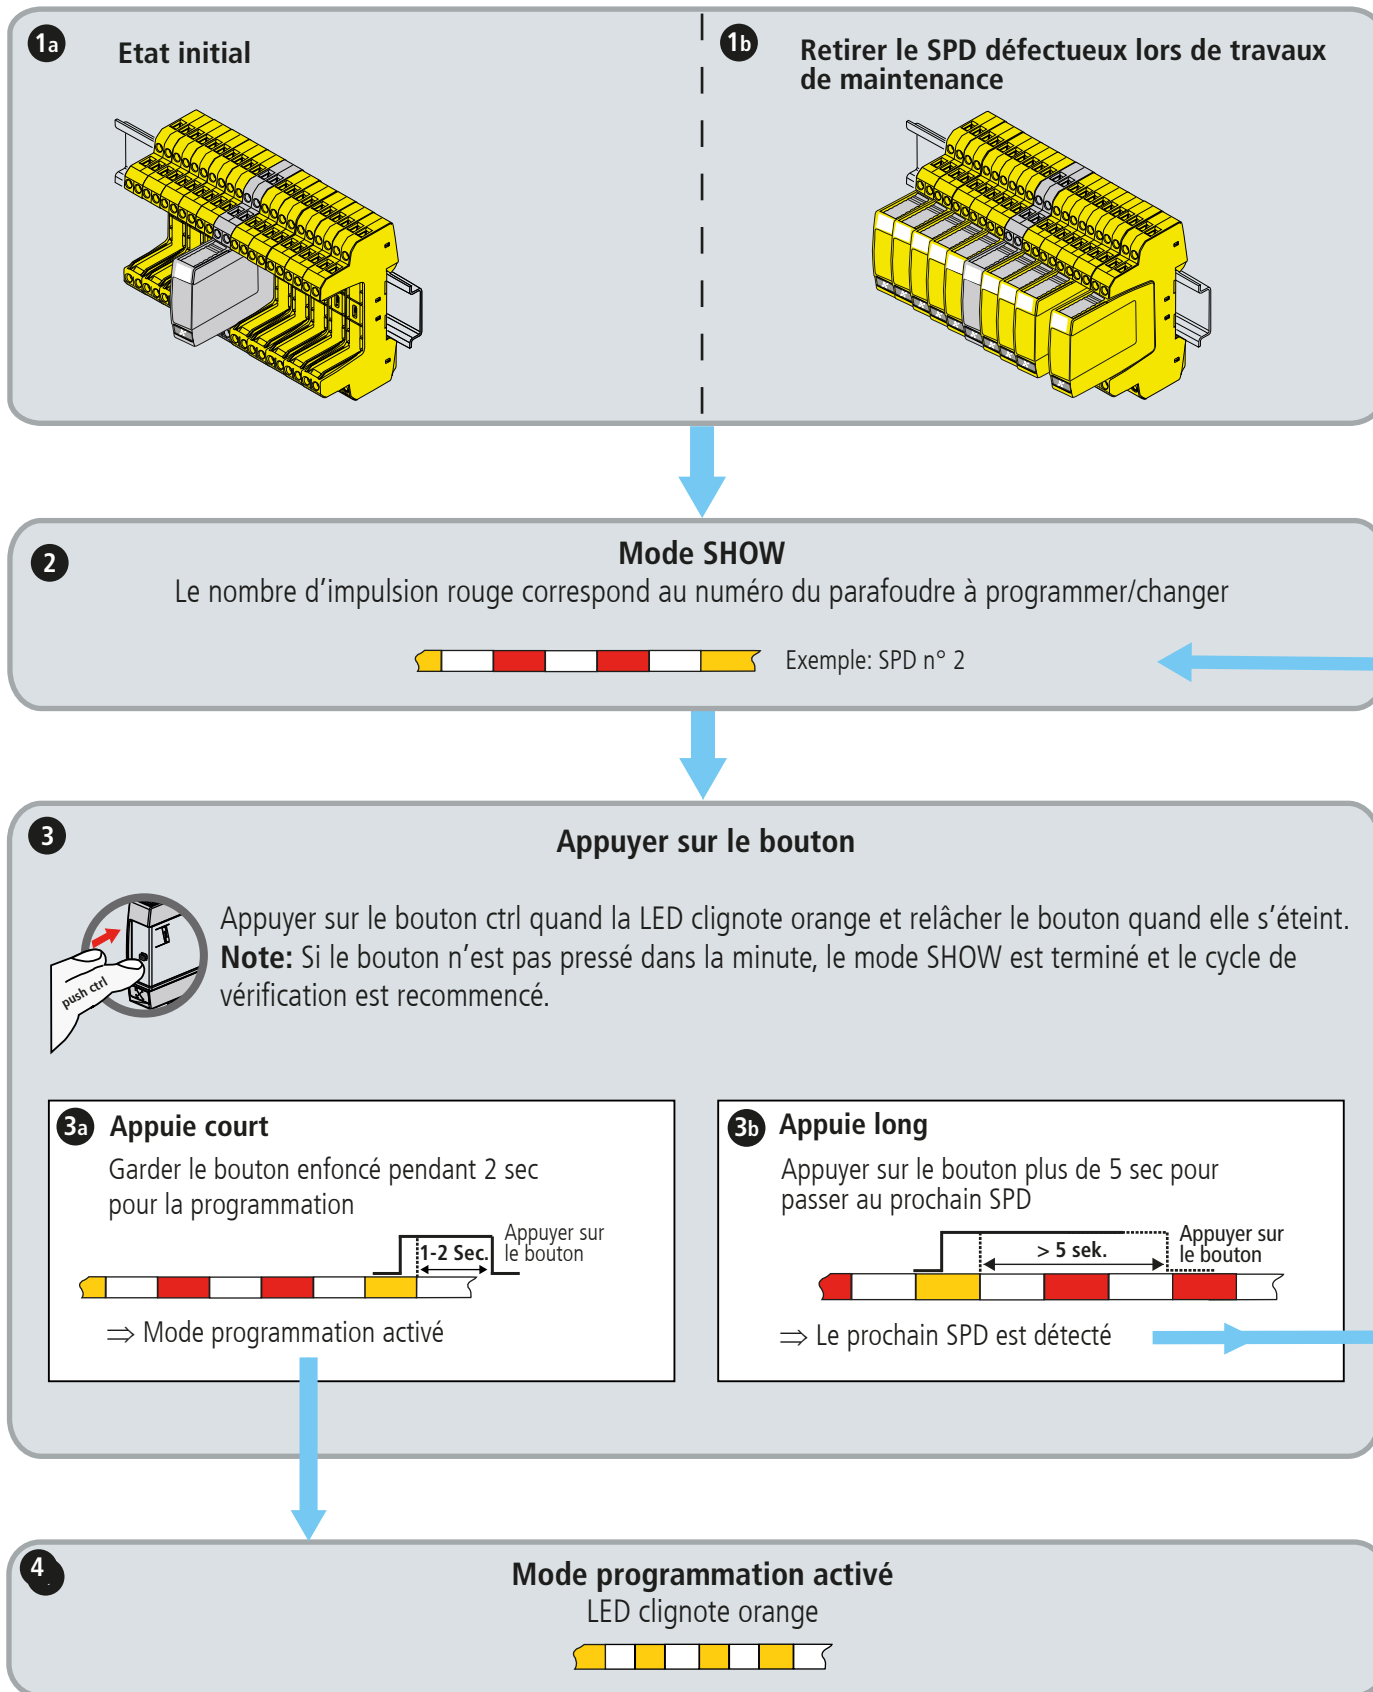 1a
Etat initial
1b
Retirer le SPD défectueux lors de travaux
de maintenance
2
Mode SHOW
Le nombre d’impulsion rouge correspond au numéro du parafoudre à programmer/changer
Exemple: SPD n° 2
3
Appuyer sur le bouton
push ctrl
Appuyer sur le bouton ctrl quand la LED clignote orange et relâcher le bouton quand elle s’éteint.
Note: Si le bouton n’est pas pressé dans la minute, le mode SHOW est terminé et le cycle de
vérification est recommencé.
3a Appuie court
Garder le bouton enfoncé pendant 2 sec
pour la programmation
1-2 Sec.
Appuyer sur
le bouton
⇒ Mode programmation activé
3b Appuie long
Appuyer sur le bouton plus de 5 sec pour
passer au prochain SPD
> 5 sek.
Appuyer sur
le bouton
⇒ Le prochain SPD est détecté
4
Mode programmation activé
LED clignote orange